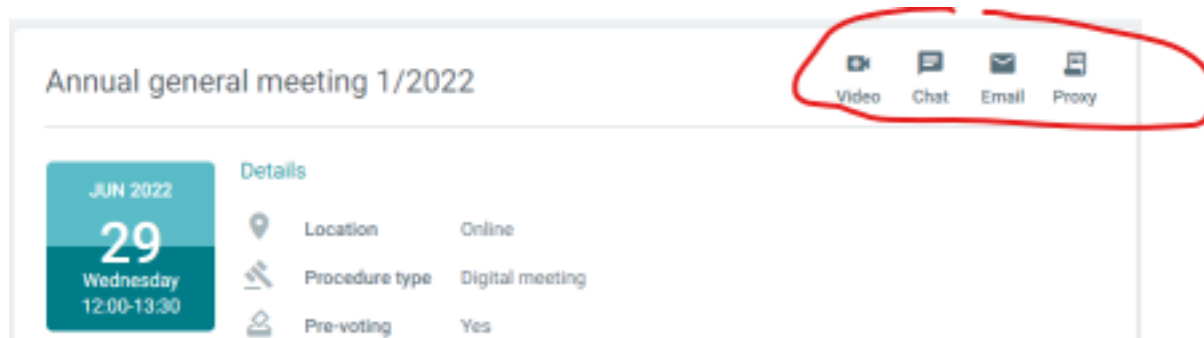 Annual general meeting 1/2022
Video Chat Email Proxy
JUN 2022
29
Wednesday
12:00-13:30
Details
Location Online
Procedure type Digital meeting
Pre-voting Yes